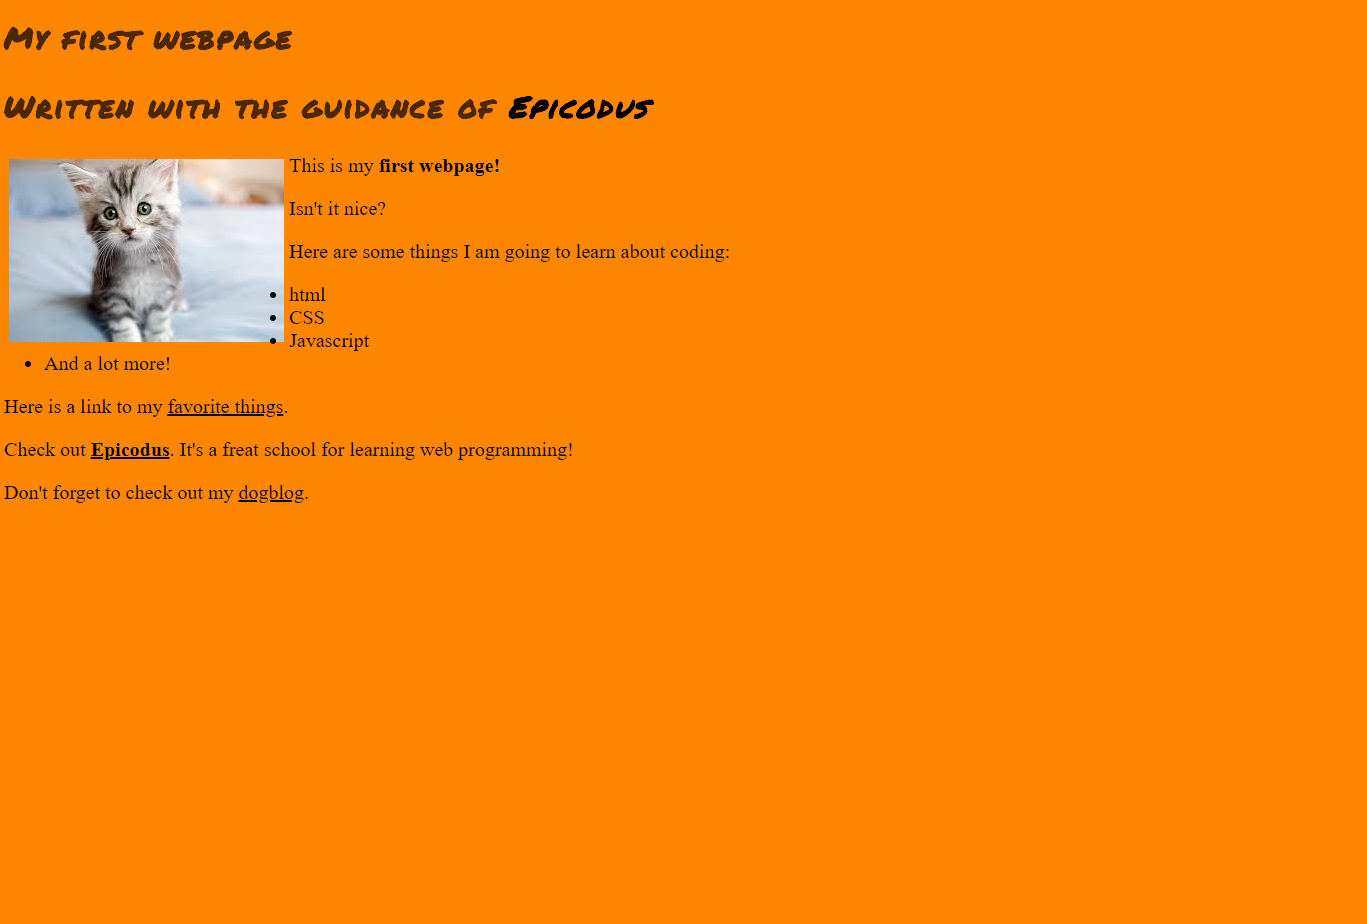 My first webpage
Written with the guidance of Epicodus
This is my first webpage!
Isn't it nice?
Here are some things I am going to learn about coding:
html
CSS
Javascript
And a lot more!
Here is a link to my favorite things.
Check out Epicodus. It's a freat school for learning web programming!
Don't forget to check out my dogblog.